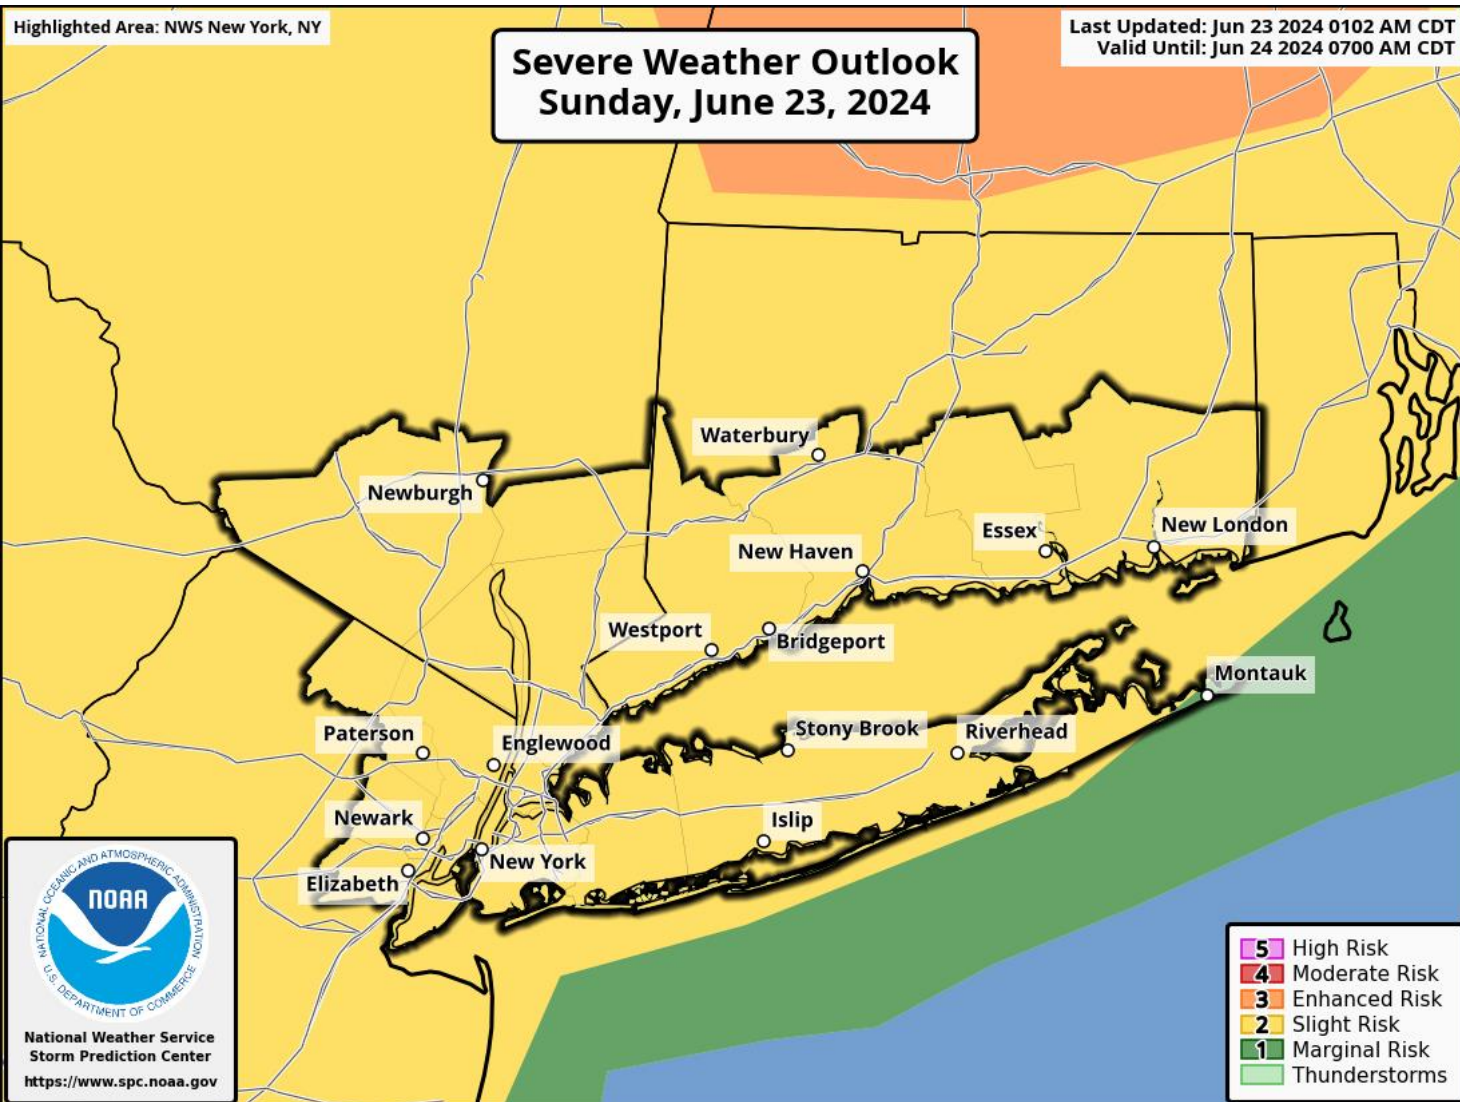 Highlighted Area: NWS New York, NY
Last Updated: Jun 23 2024 0102 AM CDT
Valid Until: Jun 24 2024 0700 AM CDT
Severe Weather Outlook
Sunday, June 23, 2024
Waterbury
Newburgh
New London
Essex
New Haven
Westport
Bridgeport
Montauk
Stony Brook
Riverhead
Paterson
Englewood
Newark
Islip
New York
Elizabeth
NATIONAL OCEANIC AND ATMOSPHERIC ADMINISTRATION
NOAA
U.S. DEPARTMENT OF COMMERCE
National Weather Service
Storm Prediction Center
https://www.spc.noaa.gov
5 High Risk
4 Moderate Risk
3 Enhanced Risk
2 Slight Risk
1 Marginal Risk
Thunderstorms